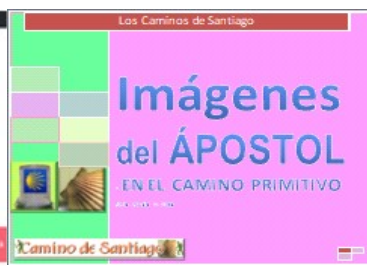 Los Caminos de Santiago
Imágenes
del ÁPOSTOL
EN EL CAMINO PRIMITIVO
Camino de Santiago